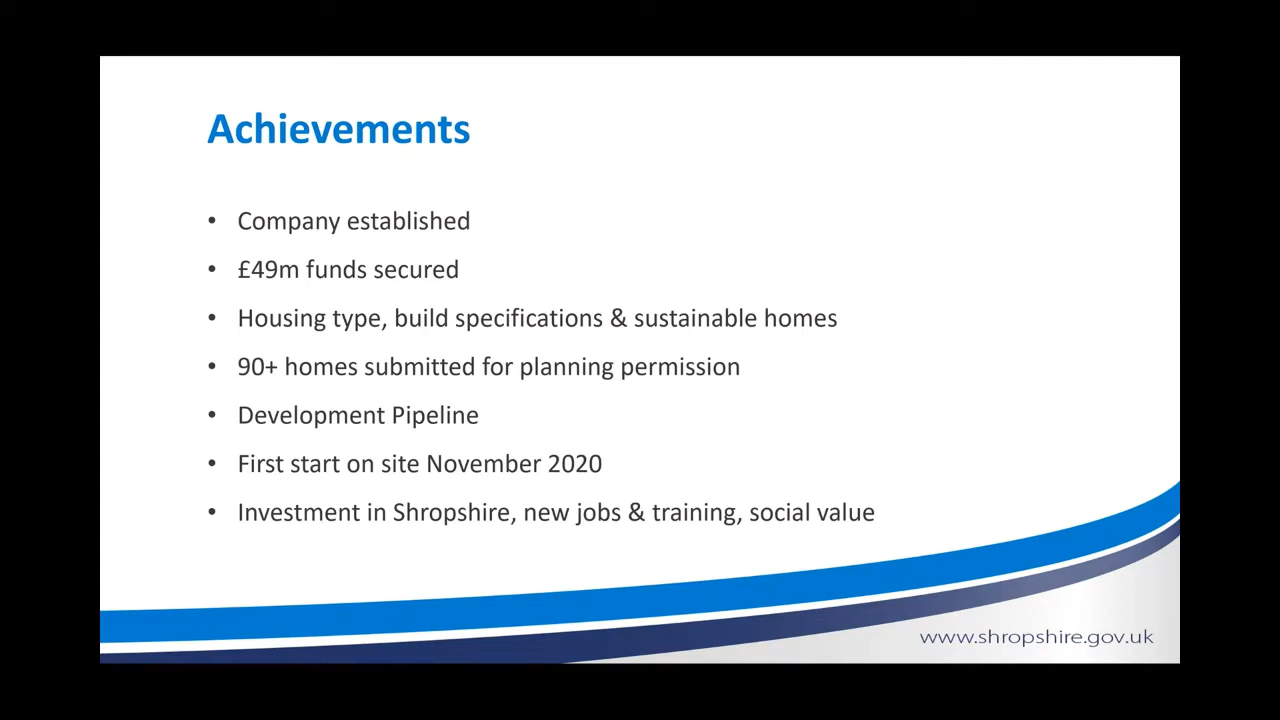 Achievements
• Company established
• £49m funds secured
• Housing type, build specifications & sustainable homes
• 90+ homes submitted for planning permission
• Development Pipeline
• First start on site November 2020
• Investment in Shropshire, new jobs & training, social value
www.shropshire.gov.uk